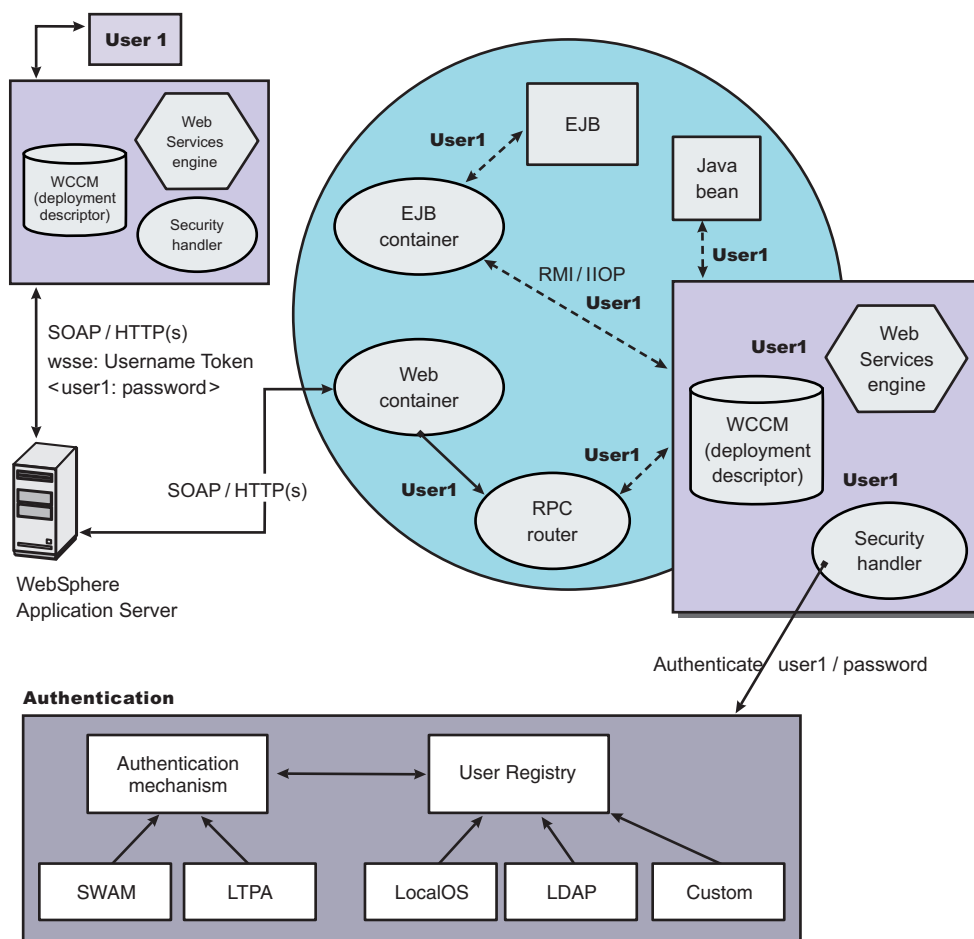 User 1
Web
Services
engine
WCCM
(deployment
descriptor)
Security
handler
SOAP / HTTP(s)
wsse: Username Token
<user1: password>
WebSphere
Application Server
SOAP / HTTP(s)
EJB
User1
EJB
container
Java
bean
User1
RMI / IIOP
User1
Web
container
User1
RPC
router
User1
User1
Web
Services
engine
WCCM
(deployment
descriptor)
User1
Security
handler
Authenticate user1 / password
Authentication
Authentication
mechanism
User Registry
SWAM
LTPA
LocalOS
LDAP
Custom